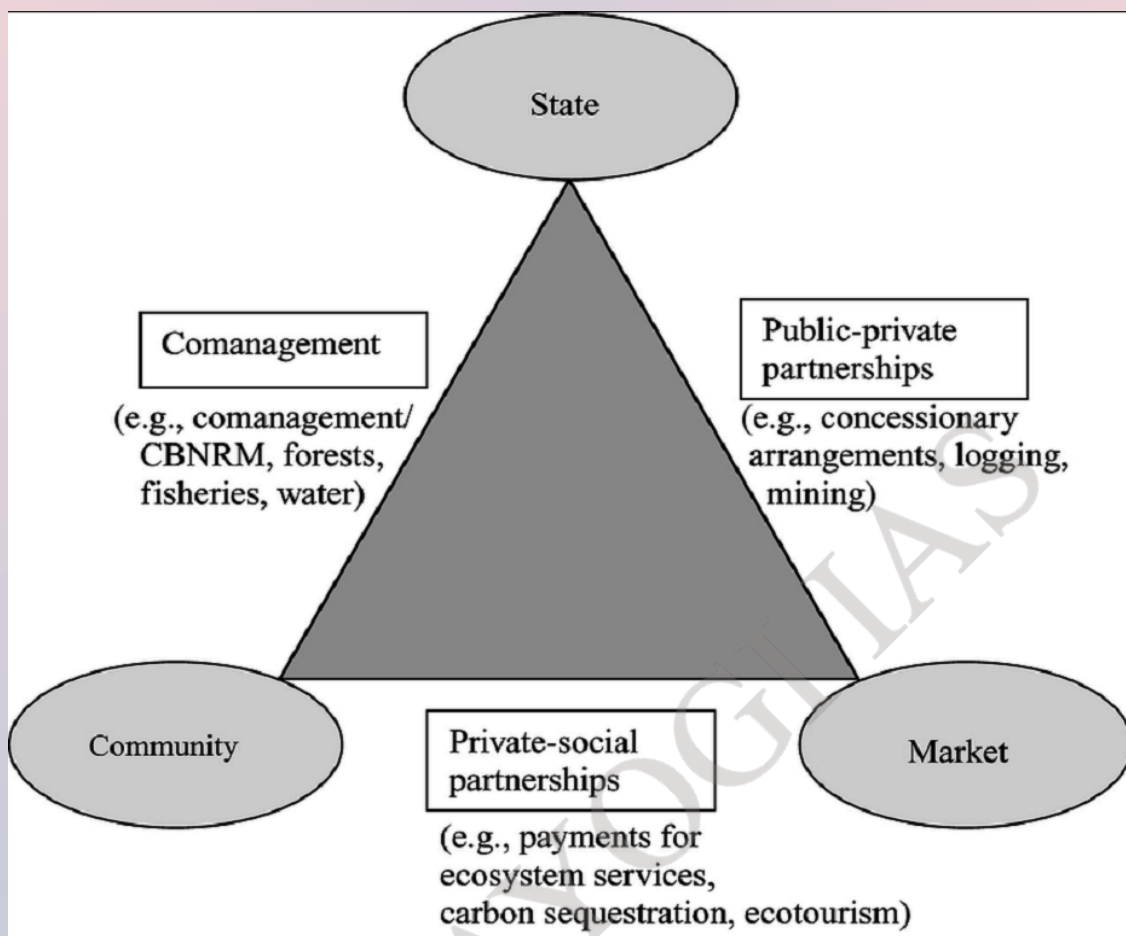 State
Comanagement
(e.g., comanagement/
CBNRM, forests,
fisheries, water)
Public-private
partnerships
(e.g., concessionary
arrangements, logging,
mining)
Community
Private-social
partnerships
(e.g., payments for
ecosystem services,
carbon sequestration, ecotourism)
Market